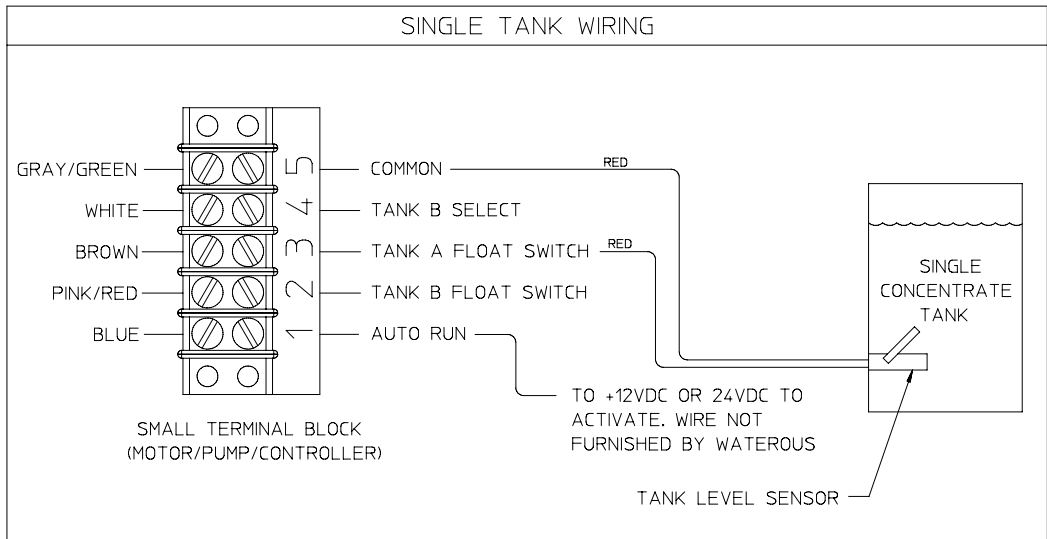 SINGLE TANK WIRING
GRAY/GREEN 5 COMMON RED
WHITE 4 TANK B SELECT
BROWN 3 TANK A FLOAT SWITCH RED
PINK/RED 2 TANK B FLOAT SWITCH
BLUE 1 AUTO RUN
SINGLE
CONCENTRATE
TANK
TO +12VDC OR 24VDC TO
ACTIVATE. WIRE NOT
FURNISHED BY WATEROUS
SMALL TERMINAL BLOCK
(MOTOR/PUMP/CONTROLLER)
TANK LEVEL SENSOR